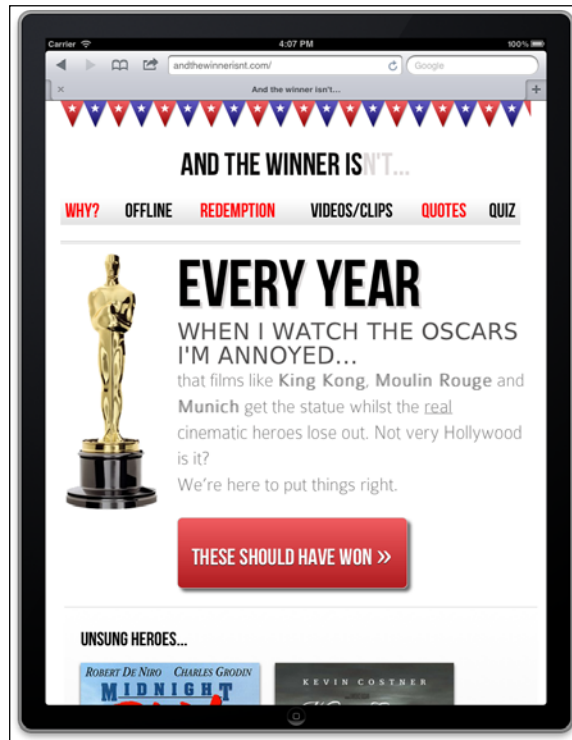 Carrier 4:07 PM 100%
andthewinnerisnt.com/ Google
And the winner isn't...
AND THE WINNER ISN'T...
WHY? OFFLINE REDEMPTION VIDEOS/CLIPS QUOTES QUIZ
EVERY YEAR
WHEN I WATCH THE OSCARS
I'M ANNOYED...
that films like King Kong, Moulin Rouge and
Munich get the statue whilst the real
cinematic heroes lose out. Not very Hollywood
is it?
We're here to put things right.
THESE SHOULD HAVE WON »
UNSUNG HEROES...
ROBERT DE NIRO CHARLES GRODIN
MIDNIGHT
KEVIN COSTNER